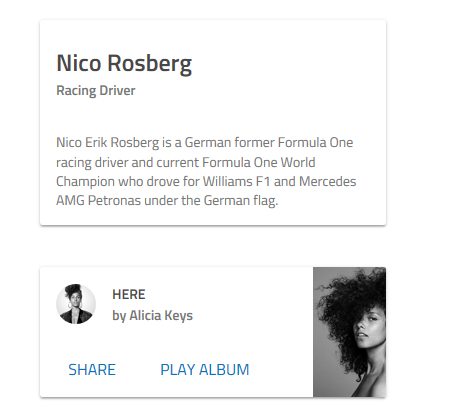 Nico Rosberg
Racing Driver
Nico Erik Rosberg is a German former Formula One
racing driver and current Formula One World
Champion who drove for Williams F1 and Mercedes
AMG Petronas under the German flag.
HERE
by Alicia Keys
SHARE PLAY ALBUM